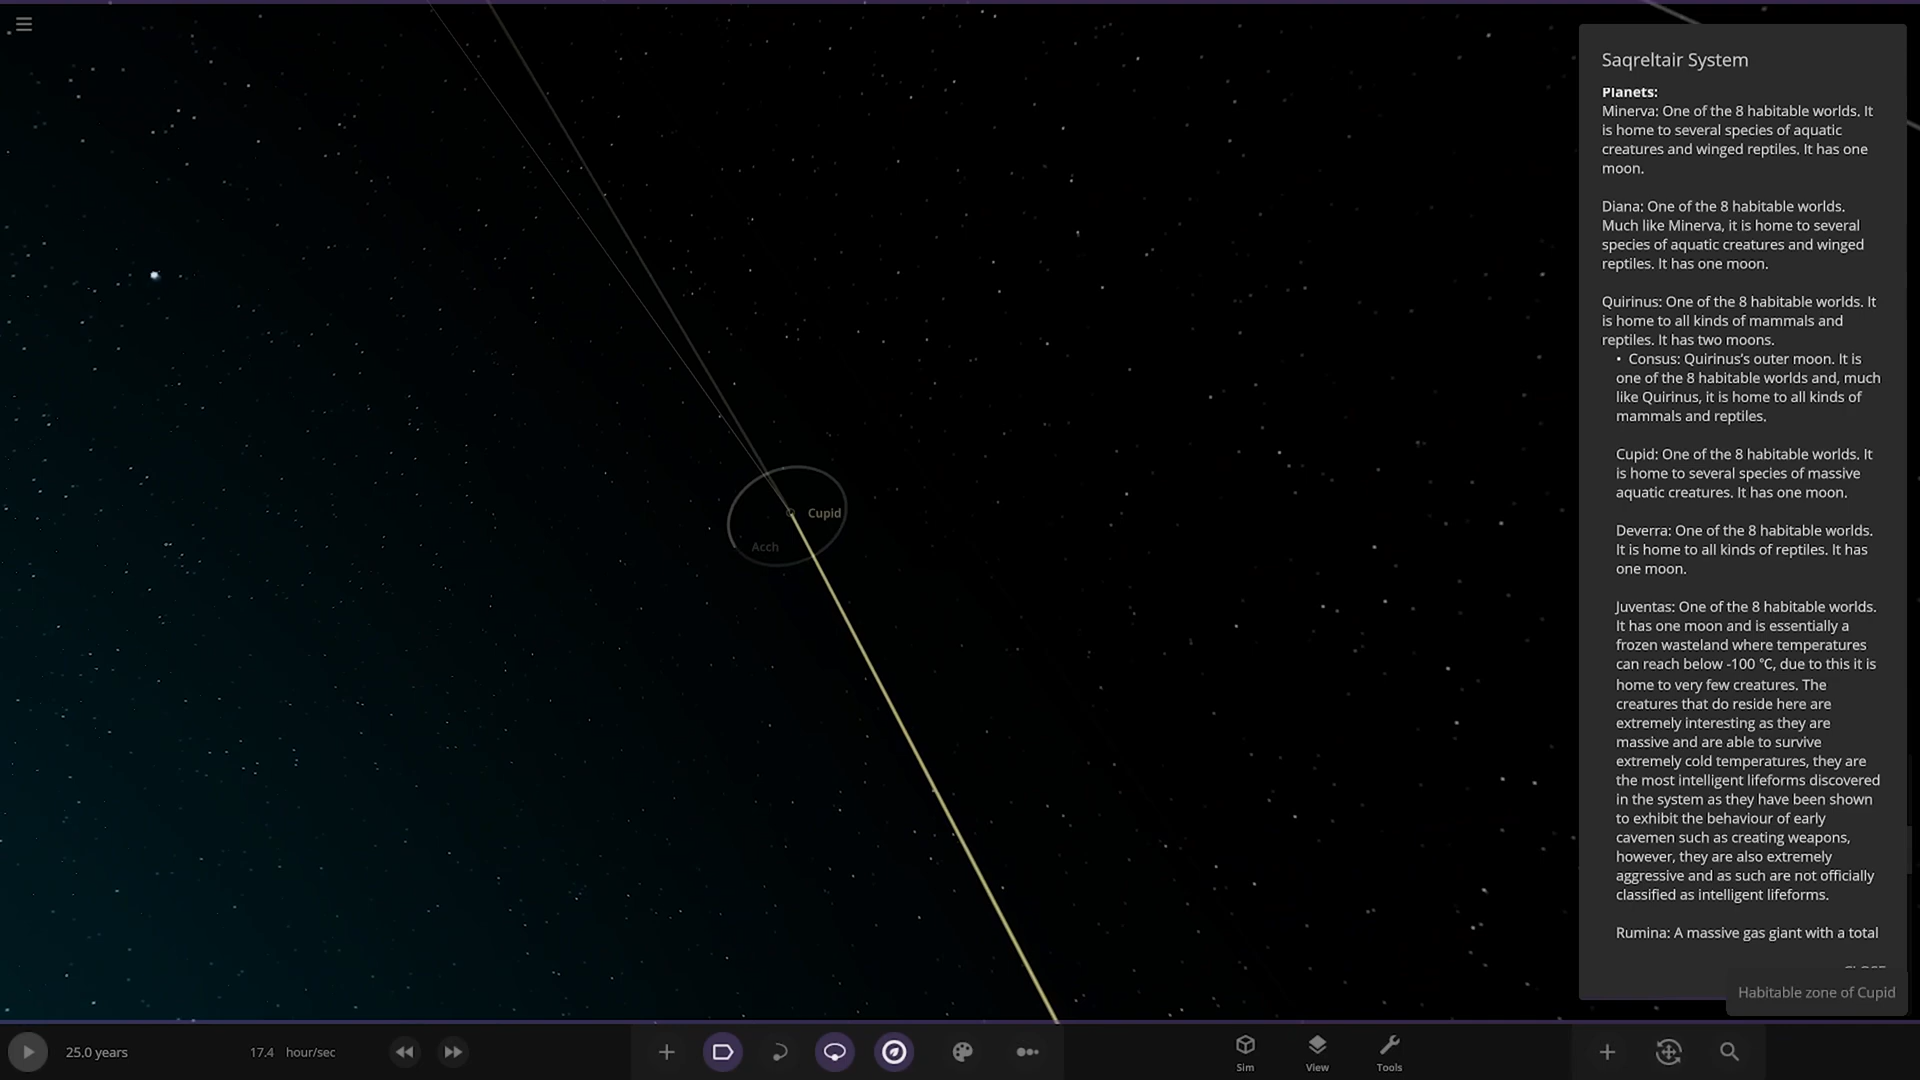 Saqreltair System
Planets:
Minerva: One of the 8 habitable worlds. It
is home to several species of aquatic
creatures and winged reptiles. It has one
moon.
Diana: One of the 8 habitable worlds.
Much like Minerva, it is home to several
species of aquatic creatures and winged
reptiles. It has one moon.
Quirinus: One of the 8 habitable worlds. It
is home to all kinds of mammals and
reptiles. It has two moons.
• Consus: Quirinus's outer moon. It is
one of the 8 habitable worlds and, much
like Quirinus, it is home to all kinds of
mammals and reptiles.
Cupid: One of the 8 habitable worlds. It
is home to several species of massive
aquatic creatures. It has one moon.
Deverra: One of the 8 habitable worlds.
It is home to all kinds of reptiles. It has
one moon.
Juventas: One of the 8 habitable worlds.
It has one moon and is essentially a
frozen wasteland where temperatures
can reach below -100 ℃, due to this it is
home to very few creatures. The
creatures that do reside here are
extremely interesting as they are
massive and are able to survive
extremely cold temperatures, they are
the most intelligent lifeforms discovered
in the system as they have been shown
to exhibit the behaviour of early
cavemen such as creating weapons,
however, they are also extremely
aggressive and as such are not officially
classified as intelligent lifeforms.
Rumina: A massive gas giant with a total
Habitable zone of Cupid
Cupid
Acch
25.0 years
17.4 hour/sec
Sim
View
Tools